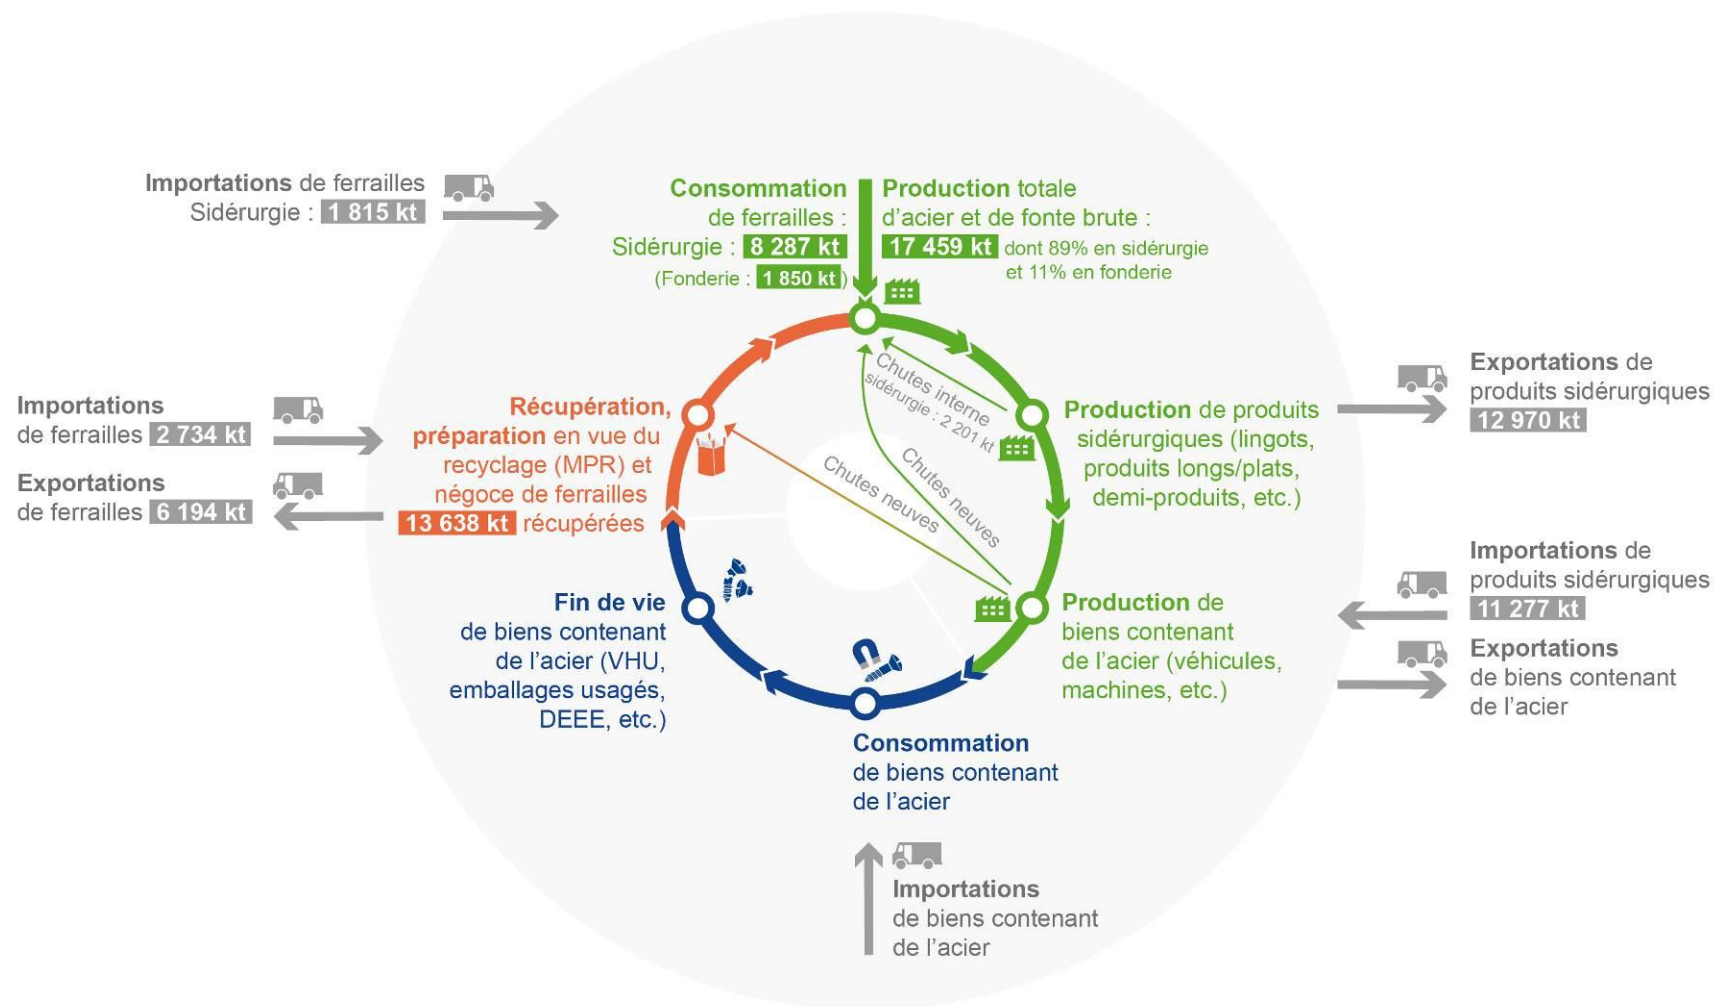 Importations de ferrailles
Sidérurgie : 1 815 kt
Consommation
de ferrailles :
Sidérurgie : 8 287 kt
(Fonderie : 1 850 kt)
Production totale
d'acier et de fonte brute :
17 459 kt dont 89% en sidérurgie
et 11% en fonderie
Chutes interne
sidérurgie : 2 201 kt
Chutes neuves
Chutes neuves
Importations
de ferrailles 2 734 kt
Exportations
de ferrailles 6 194 kt
Récupération,
préparation en vue du
recyclage (MPR) et
négoce de ferrailles
13 638 kt récupérées
Production de produits
sidérurgiques (lingots,
produits longs/plats,
demi-produits, etc.)
Exportations de
produits sidérurgiques
12 970 kt
Importations de
produits sidérurgiques
11 277 kt
Exportations
de biens contenant
de l'acier
Fin de vie
de biens contenant
de l'acier (VHU,
emballages usagés,
DEEE, etc.)
Production de
biens contenant
de l'acier (véhicules,
machines, etc.)
Consommation
de biens contenant
de l'acier
Importations
de biens contenant
de l'acier